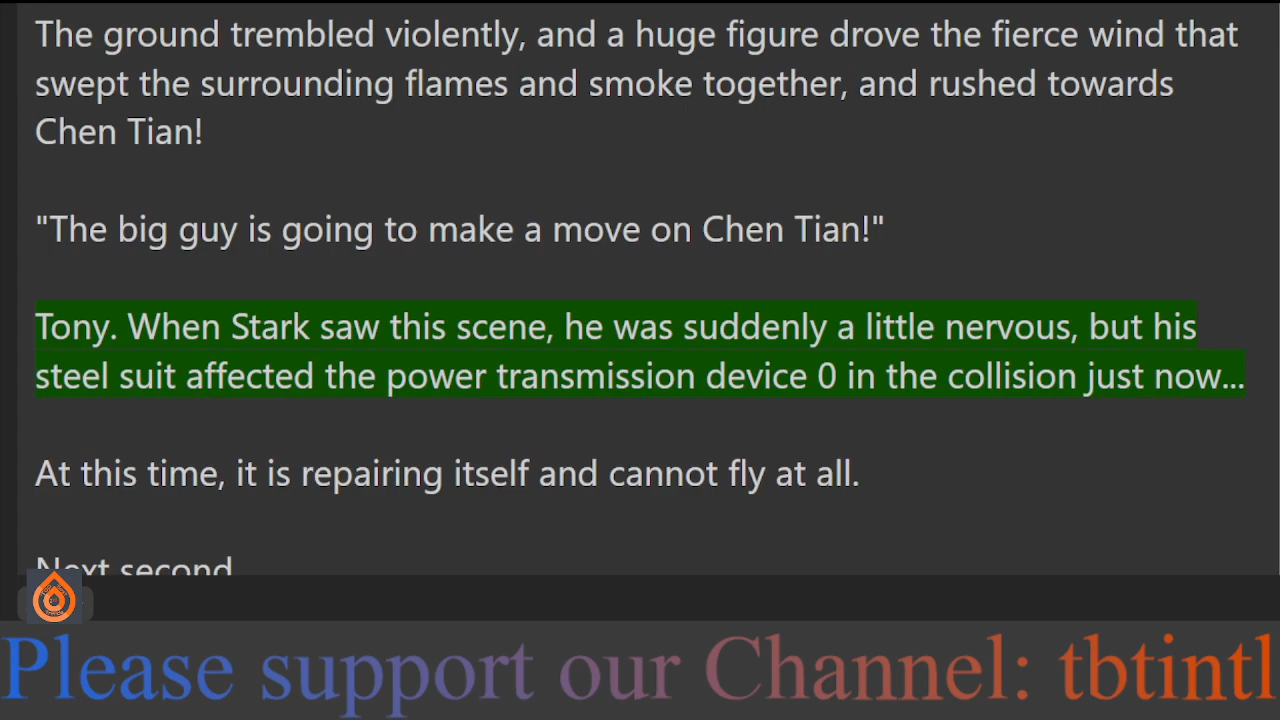 The ground trembled violently, and a huge figure drove the fierce wind that
swept the surrounding flames and smoke together, and rushed towards
Chen Tian!
"The big guy is going to make a move on Chen Tian!"
Tony. When Stark saw this scene, he was suddenly a little nervous, but his
steel suit affected the power transmission device 0 in the collision just now...
At this time, it is repairing itself and cannot fly at all.
Next second
Please support our Channel: tbtintl